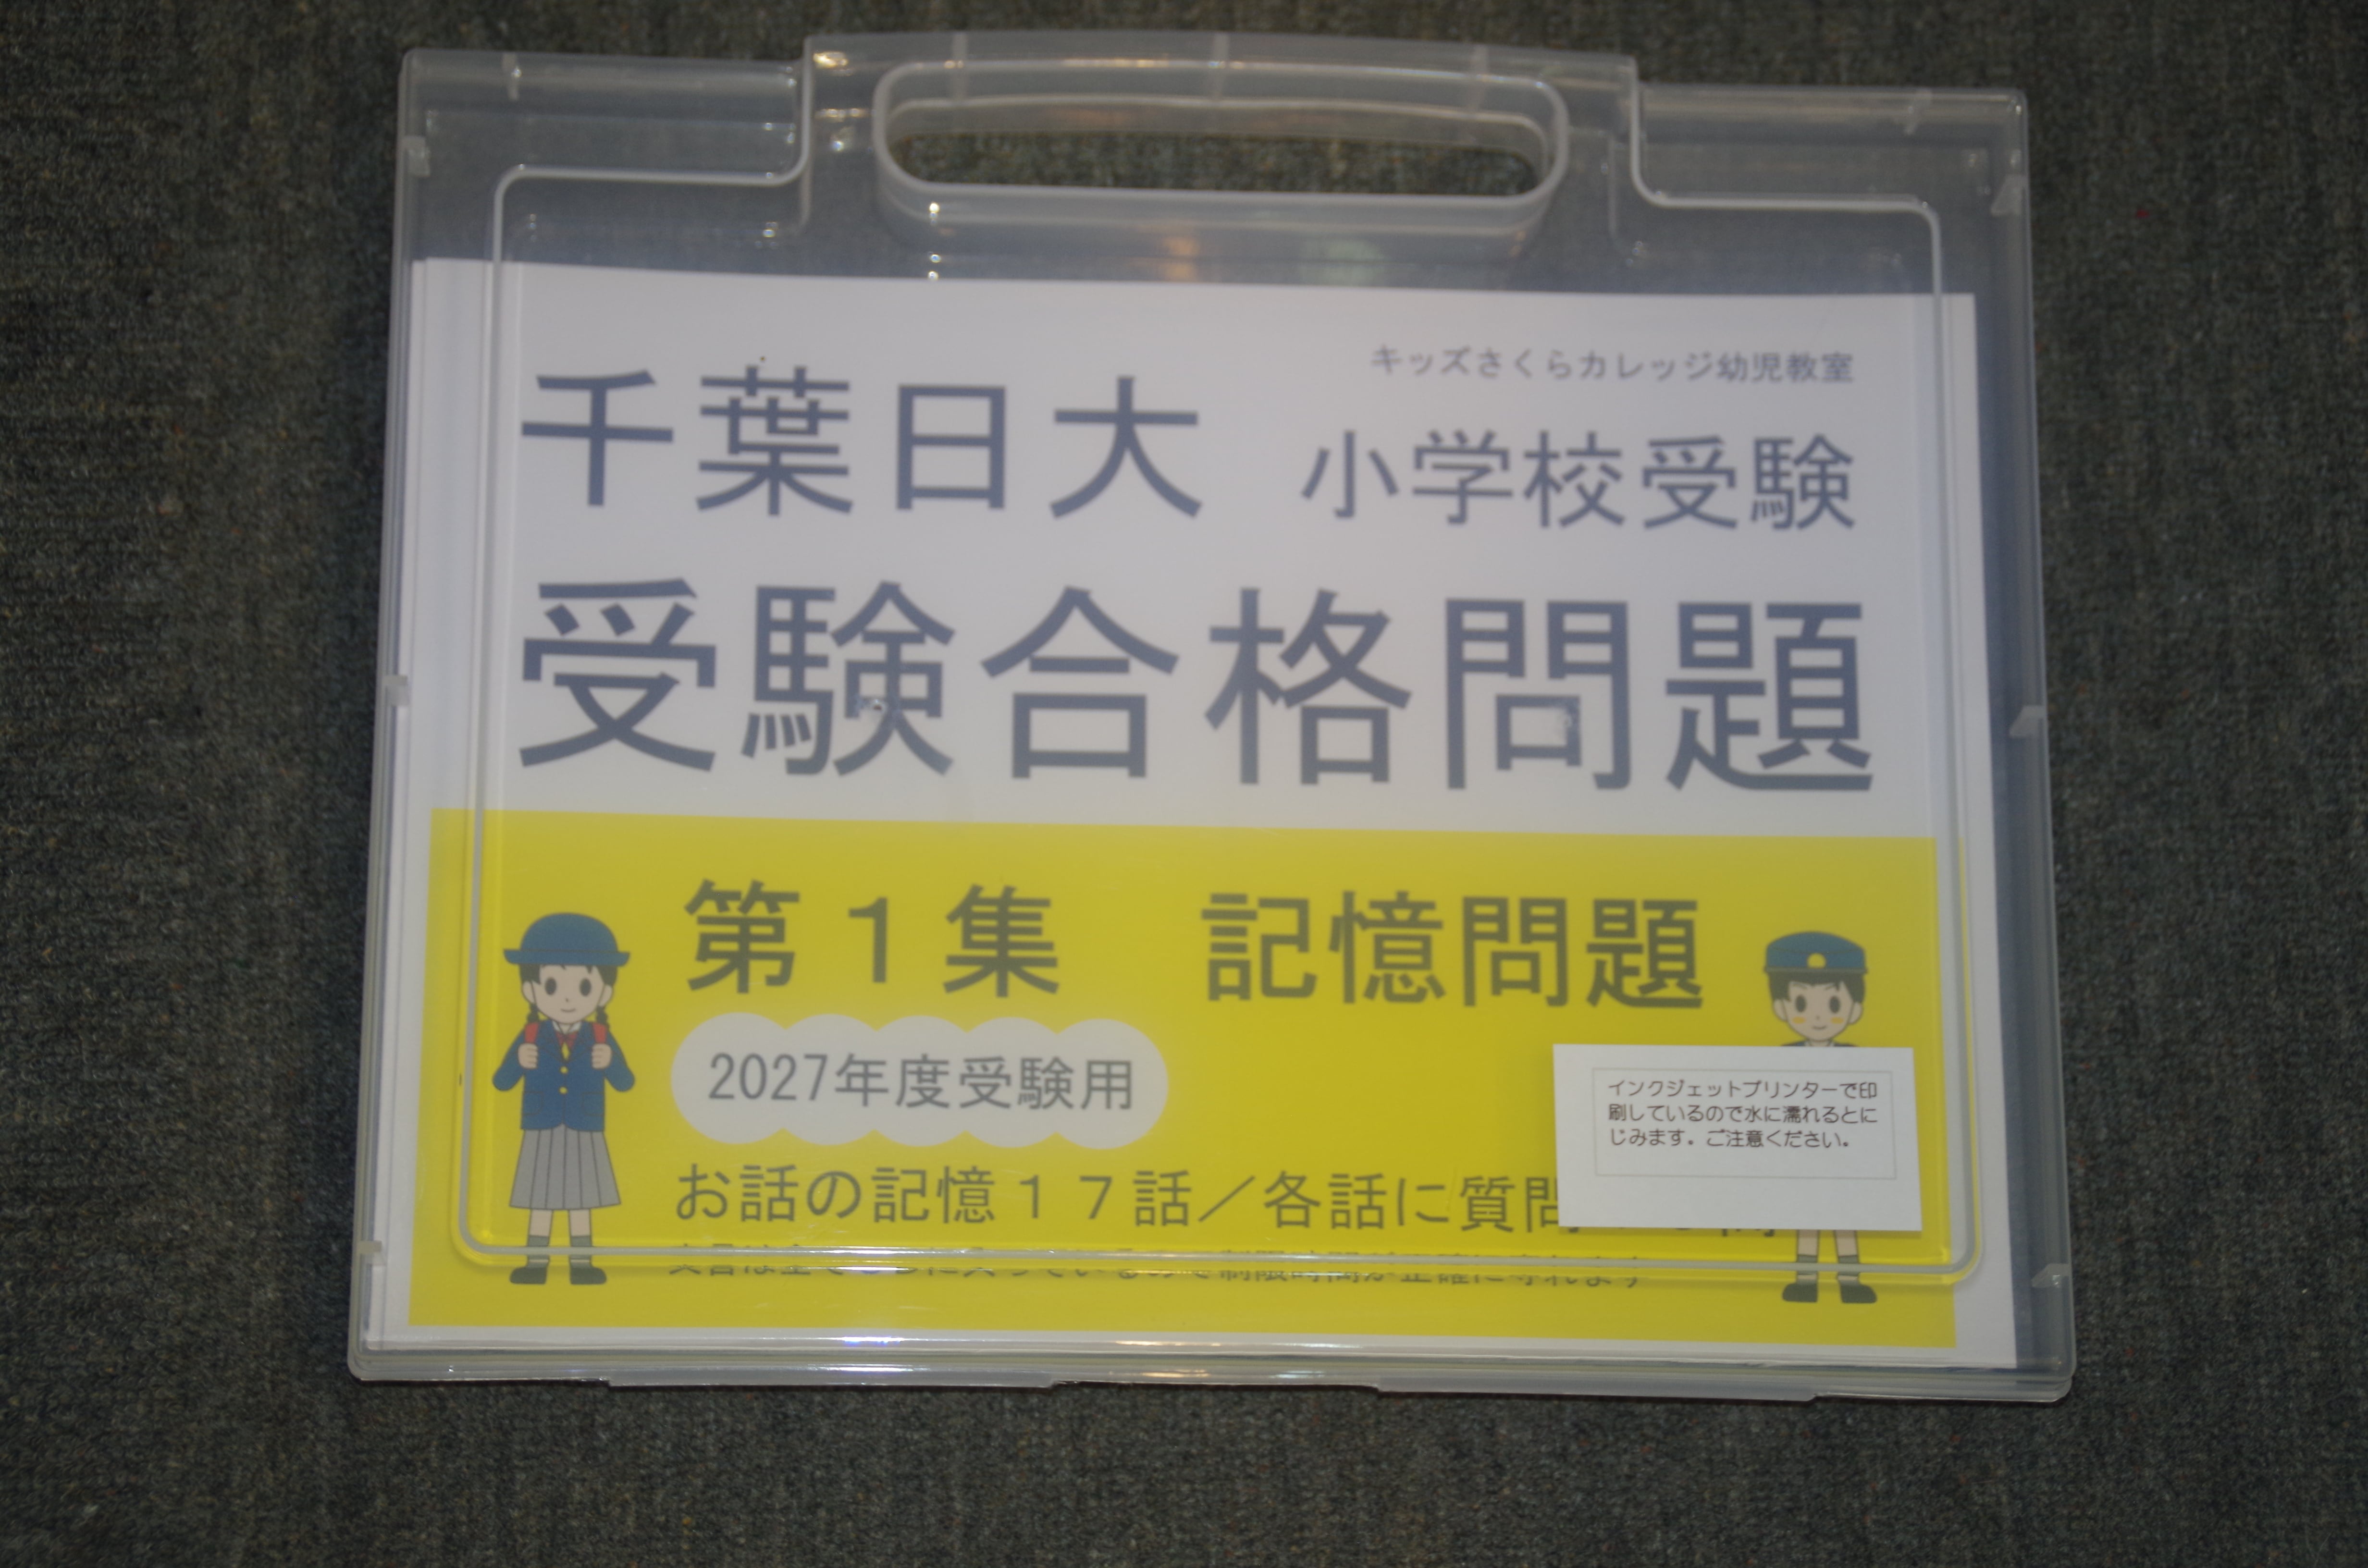 キッズさくらカレッジ幼児教室
千葉日大 小学校受験
受験合格問題
第1集 記憶問題
2027年度受験用
お話の記憶17話／各話に質問
インクジェットプリンターで印
刷しているので水に濡れるとに
じみます。ご注意ください。